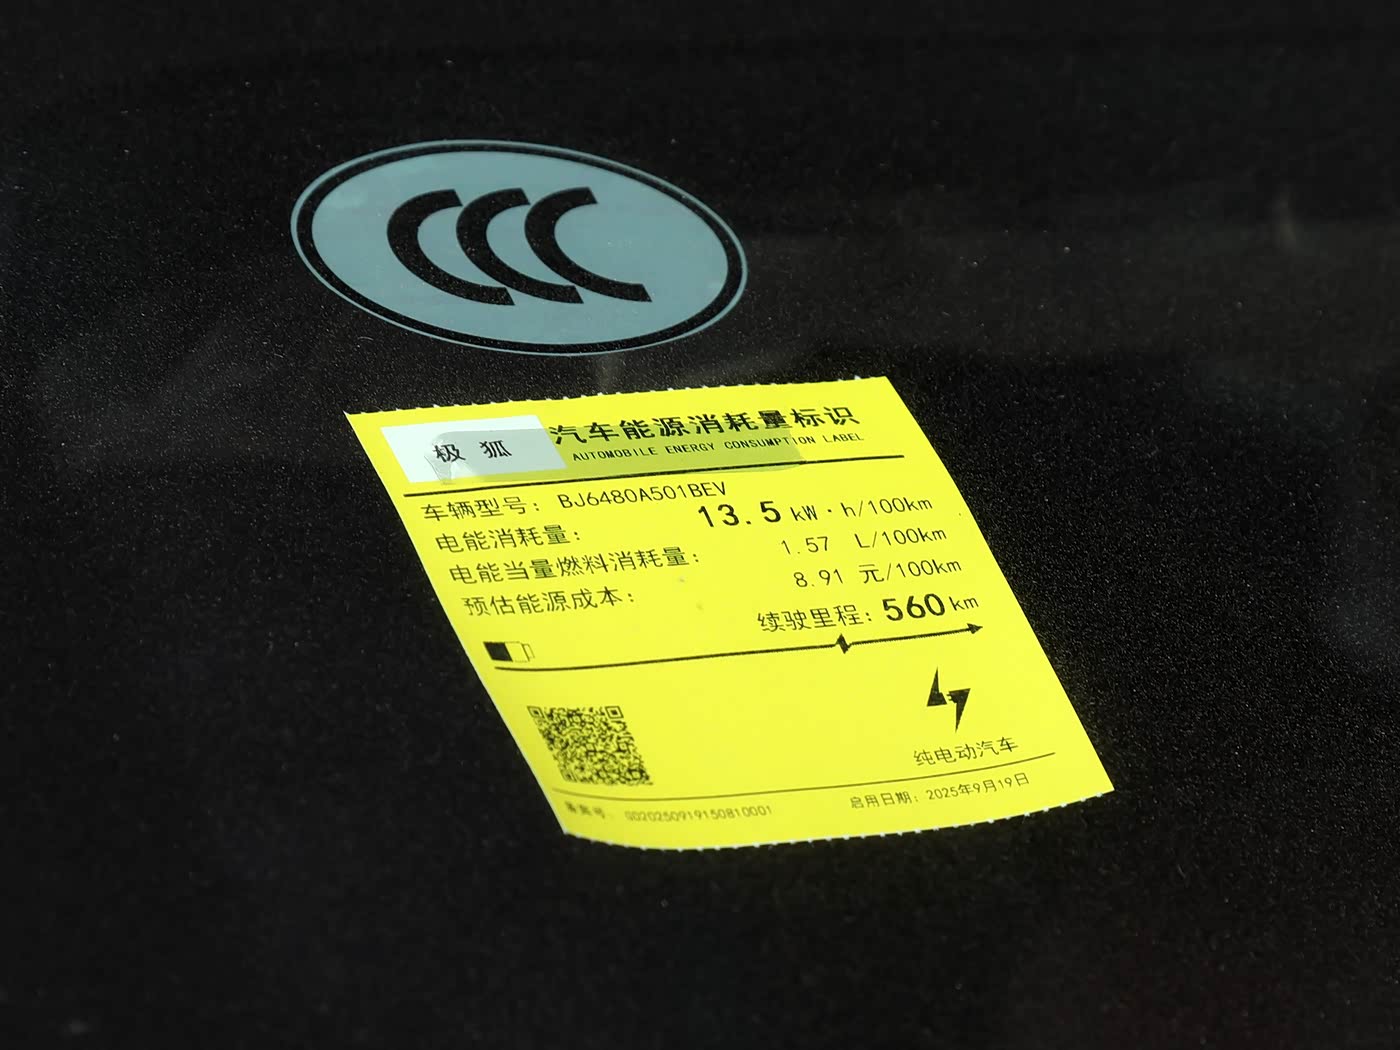 CCC
极 狐
汽车能源消耗量标识
AUTOMOBILE ENERGY CONSUMPTION LABEL
车辆型号: BJ6480A501BEV
电能消耗量: 13.5 kW·h/100km
电能当量燃料消耗量: 1.57 L/100km
预估能源成本: 8.91 元/100km
续驶里程: 560 km
纯电动汽车
备案号: GD20250919150810001
启用日期: 2025年9月19日